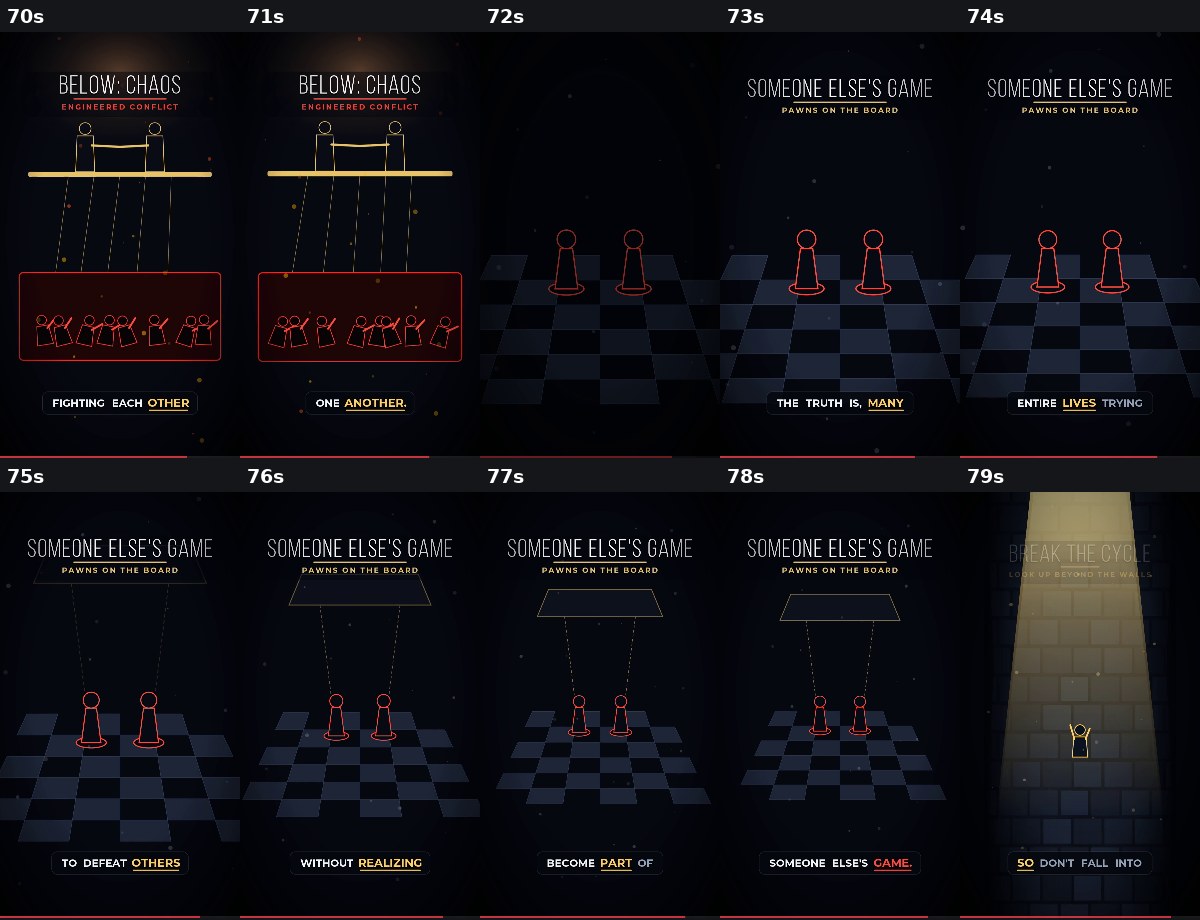 70s
BELOW: CHAOS
ENGINEERED CONFLICT
FIGHTING EACH OTHER
71s
BELOW: CHAOS
ENGINEERED CONFLICT
ONE ANOTHER.
72s
73s
SOMEONE ELSE'S GAME
PAWNS ON THE BOARD
THE TRUTH IS, MANY
74s
SOMEONE ELSE'S GAME
PAWNS ON THE BOARD
ENTIRE LIVES TRYING
75s
SOMEONE ELSE'S GAME
PAWNS ON THE BOARD
TO DEFEAT OTHERS
76s
SOMEONE ELSE'S GAME
PAWNS ON THE BOARD
WITHOUT REALIZING
77s
SOMEONE ELSE'S GAME
PAWNS ON THE BOARD
BECOME PART OF
78s
SOMEONE ELSE'S GAME
PAWNS ON THE BOARD
SOMEONE ELSE'S GAME.
79s
BREAK THE CYCLE
LOOK UP BEYOND THE WALLS
SO DON'T FALL INTO